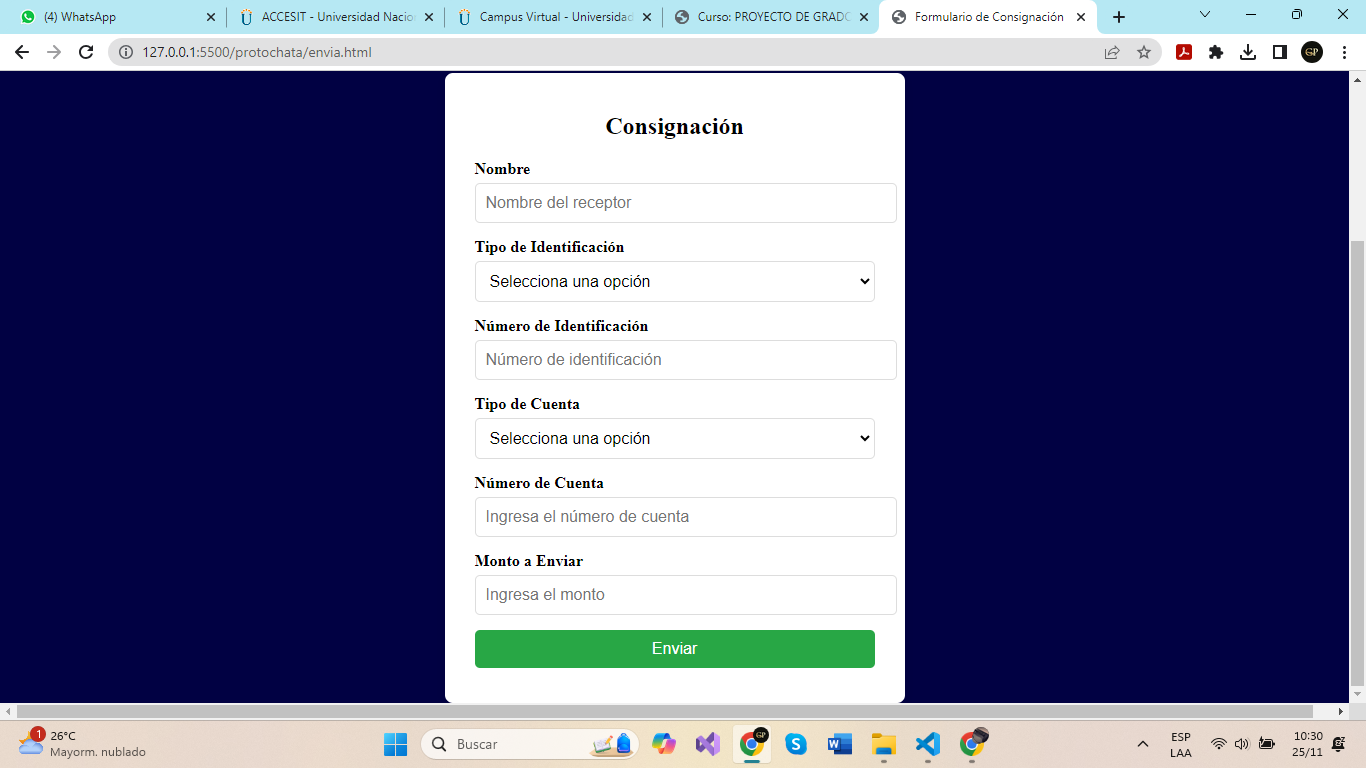 (4) WhatsApp
ACCESIT - Universidad Nacio
Campus Virtual - Universidad
Curso: PROYECTO DE GRADO
Formulario de Consignación
127.0.0.1:5500/protochata/envia.html
GP
Consignación
Nombre
Nombre del receptor
Tipo de Identificación
Selecciona una opción
Número de Identificación
Número de identificación
Tipo de Cuenta
Selecciona una opción
Número de Cuenta
Ingresa el número de cuenta
Monto a Enviar
Ingresa el monto
Enviar
1
26°C
Mayorm. nublado
Buscar
GP
ESP
LAA
10:30
25/11